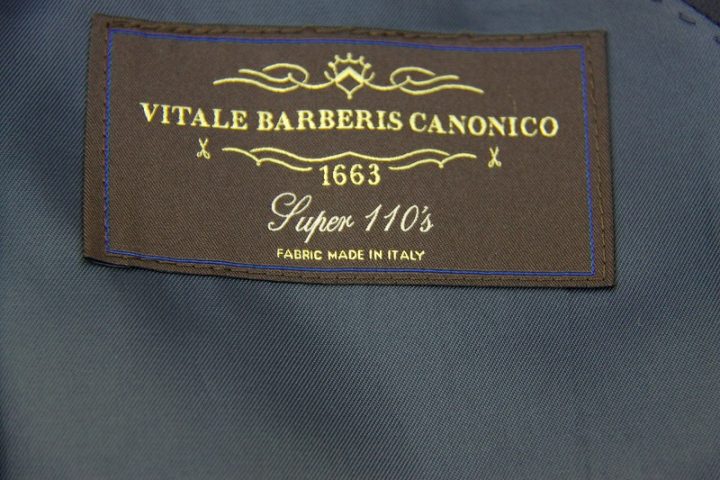 VITALE BARBERIS CANONICO
1663
Super 110's
FABRIC MADE IN ITALY